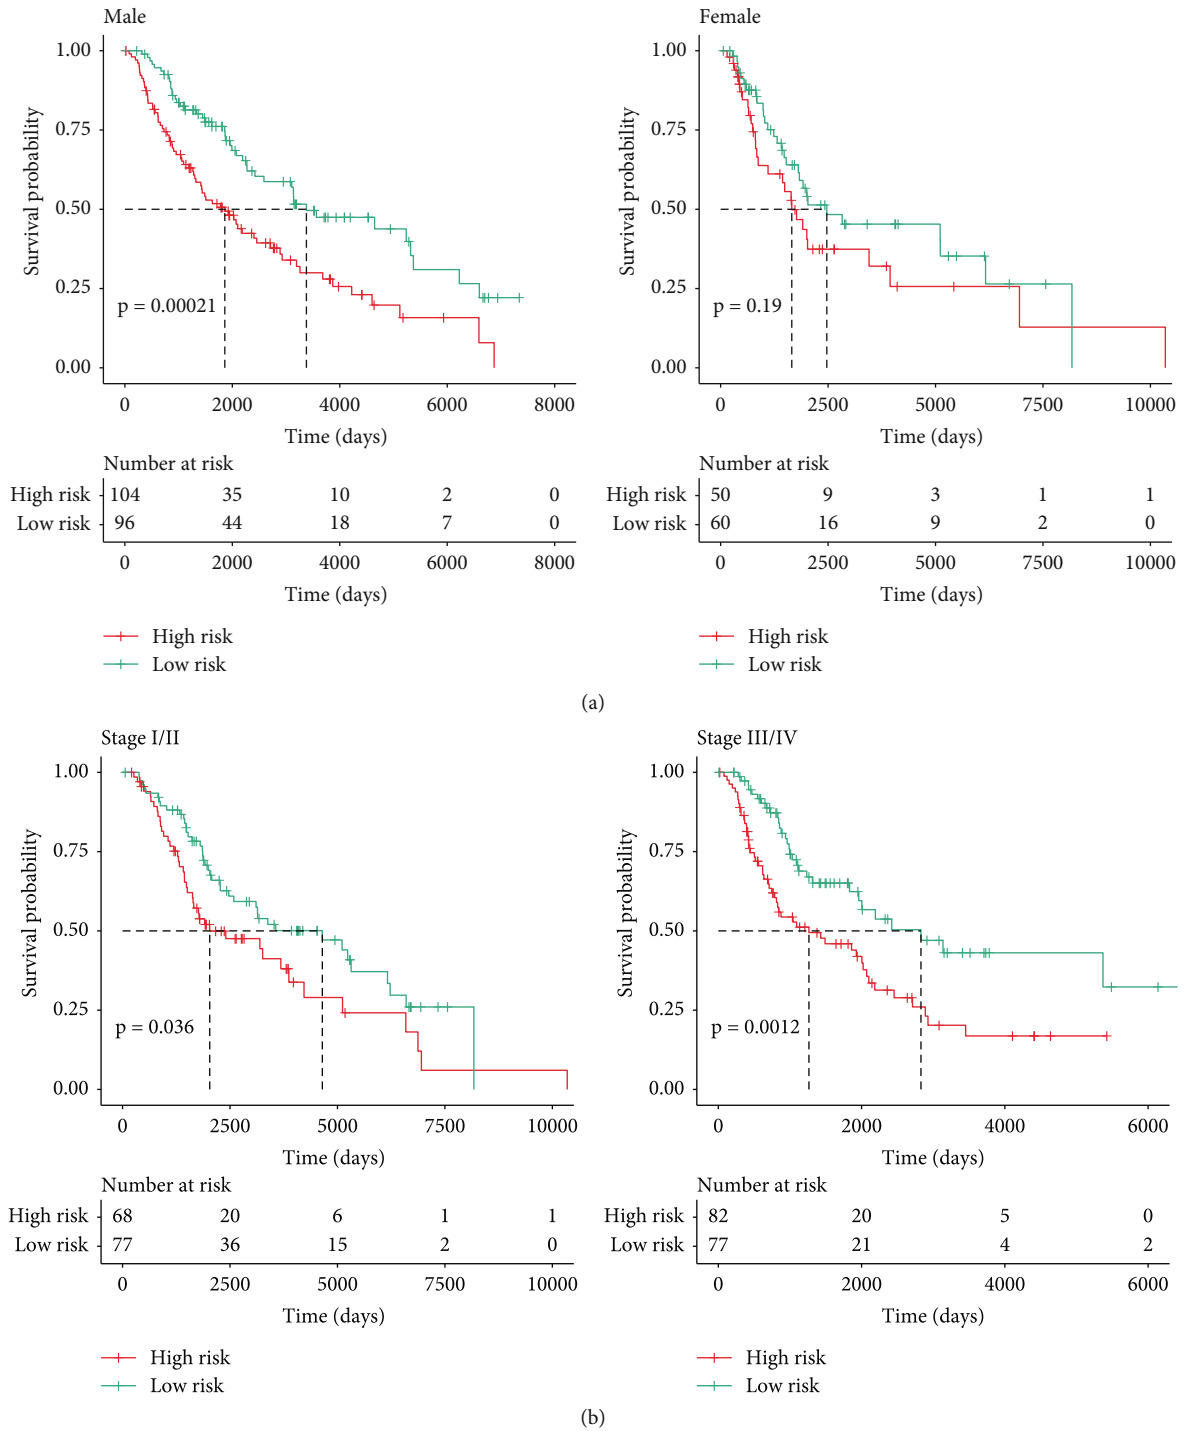 Male
Survival probability
1.00
0.75
0.50
0.25
0.00
p = 0.00021
0 2000 4000 6000 8000
Time (days)
Number at risk
High risk 104 35 10 2 0
Low risk 96 44 18 7 0
0 2000 4000 6000 8000
Time (days)
High risk
Low risk
Female
Survival probability
1.00
0.75
0.50
0.25
0.00
p = 0.19
0 2500 5000 7500 10000
Time (days)
Number at risk
High risk 50 9 3 1 1
Low risk 60 16 9 2 0
0 2500 5000 7500 10000
Time (days)
High risk
Low risk
(a)
Stage I/II
Survival probability
1.00
0.75
0.50
0.25
0.00
p = 0.036
0 2500 5000 7500 10000
Time (days)
Number at risk
High risk 68 20 6 1 1
Low risk 77 36 15 2 0
0 2500 5000 7500 10000
Time (days)
High risk
Low risk
Stage III/IV
Survival probability
1.00
0.75
0.50
0.25
0.00
p = 0.0012
0 2000 4000 6000
Time (days)
Number at risk
High risk 82 20 5 0
Low risk 77 21 4 2
0 2000 4000 6000
Time (days)
High risk
Low risk
(b)